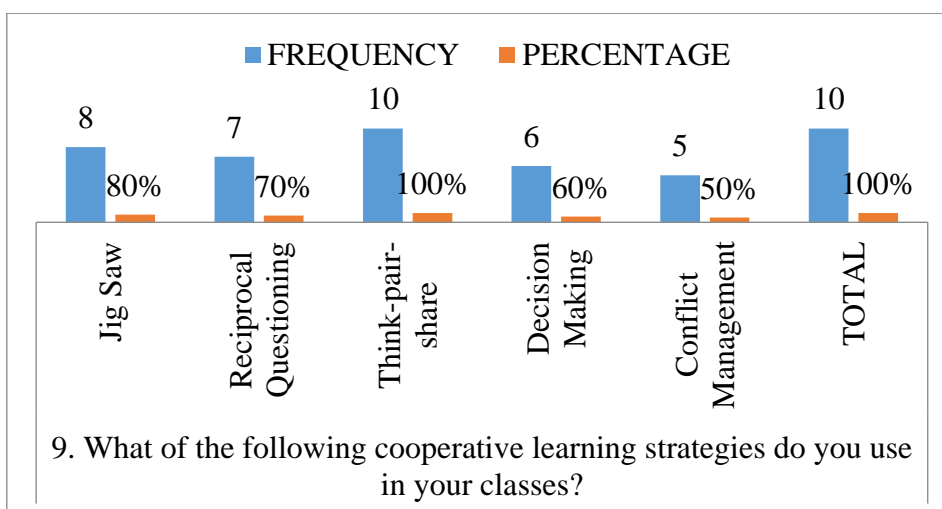 FREQUENCY PERCENTAGE
8
80%
7
70%
10
100%
6
60%
5
50%
10
100%
Jig Saw
Reciprocal
Questioning
Think-pair-
share
Decision
Making
Conflict
Management
TOTAL
9. What of the following cooperative learning strategies do you use
in your classes?